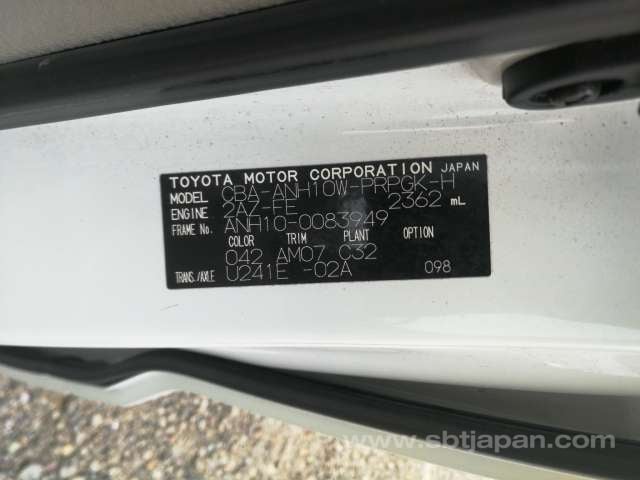 TOYOTA MOTOR CORPORATION JAPAN
MODEL CBA-ANH10W-PRPGK-H
ENGINE 2AZ-FE 2362 mL
FRAME No. ANH10-0083949
COLOR TRIM PLANT OPTION
042 AM07 C32
TRANS./AXLE U241E -02A 098
www.sbtjapan.com